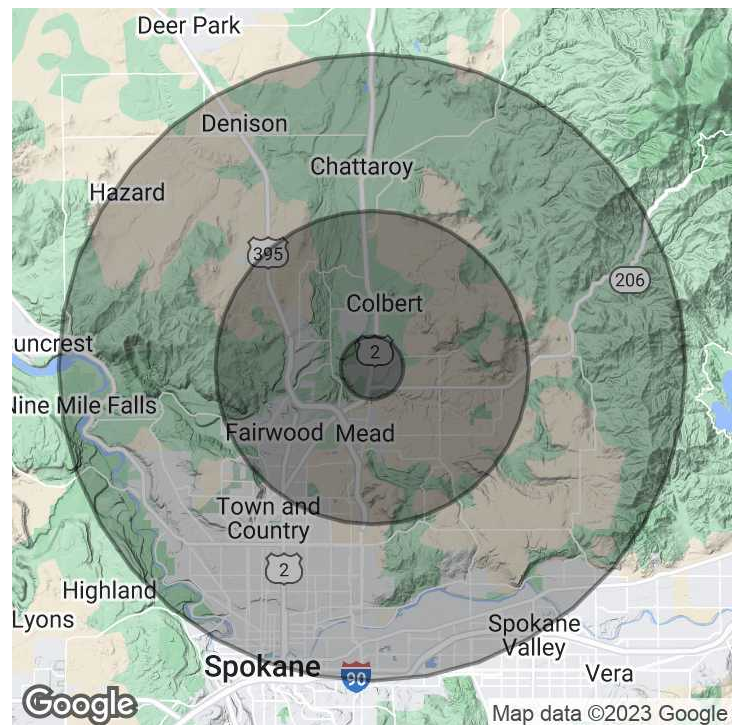 Deer Park
Denison
Chattaroy
Hazard
395
206
Colbert
2
uncrest
Nine Mile Falls
Fairwood
Mead
Town and
Country
2
Highland
Lyons
Spokane
Valley
Spokane
90
Vera
Google
Map data ©2023 Google